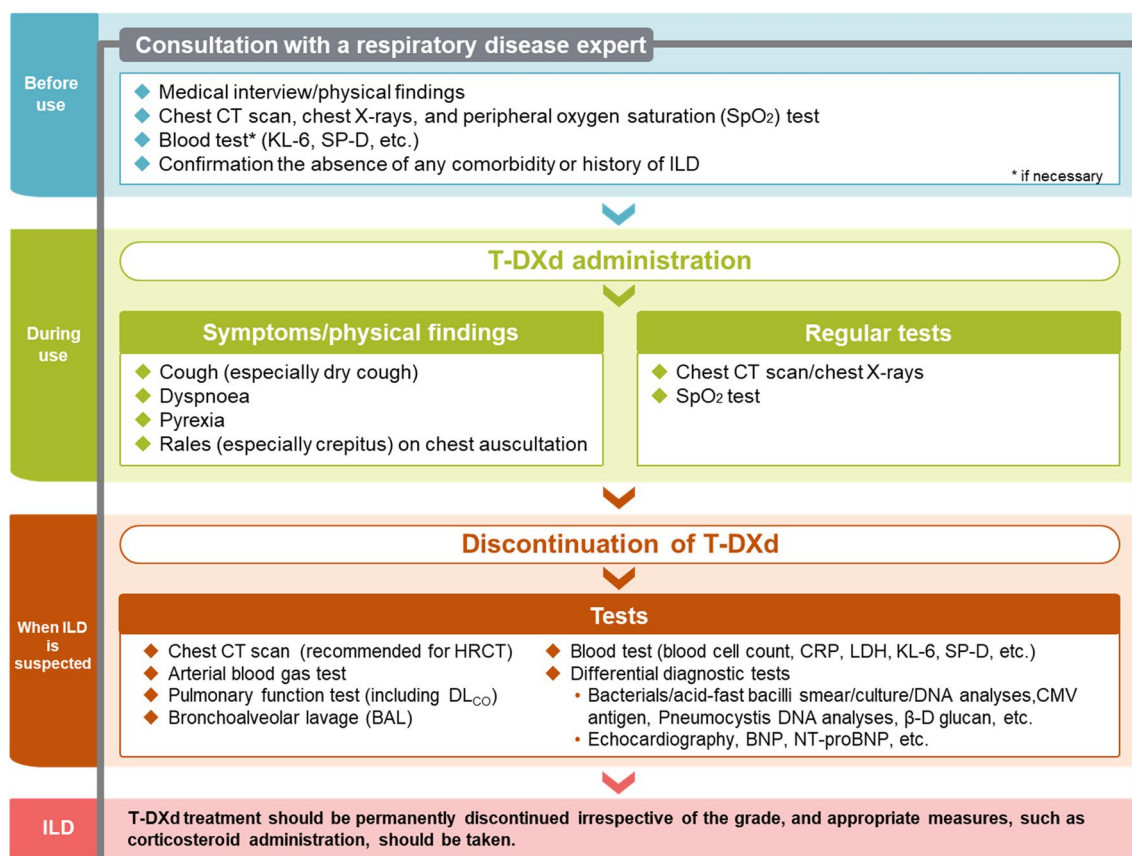 Consultation with a respiratory disease expert
Before
use
◆ Medical interview/physical findings
◆ Chest CT scan, chest X-rays, and peripheral oxygen saturation (SpO₂) test
◆ Blood test* (KL-6, SP-D, etc.)
◆ Confirmation the absence of any comorbidity or history of ILD
* if necessary
During
use
T-DXd administration
Symptoms/physical findings
◆ Cough (especially dry cough)
◆ Dyspnoea
◆ Pyrexia
◆ Rales (especially crepitus) on chest auscultation
Regular tests
◆ Chest CT scan/chest X-rays
◆ SpO₂ test
When ILD
is
suspected
Discontinuation of T-DXd
Tests
◆ Chest CT scan (recommended for HRCT)
◆ Arterial blood gas test
◆ Pulmonary function test (including DLCO)
◆ Bronchoalveolar lavage (BAL)
◆ Blood test (blood cell count, CRP, LDH, KL-6, SP-D, etc.)
◆ Differential diagnostic tests
• Bacterials/acid-fast bacilli smear/culture/DNA analyses,CMV
antigen, Pneumocystis DNA analyses, β-D glucan, etc.
• Echocardiography, BNP, NT-proBNP, etc.
ILD
T-DXd treatment should be permanently discontinued irrespective of the grade, and appropriate measures, such as
corticosteroid administration, should be taken.